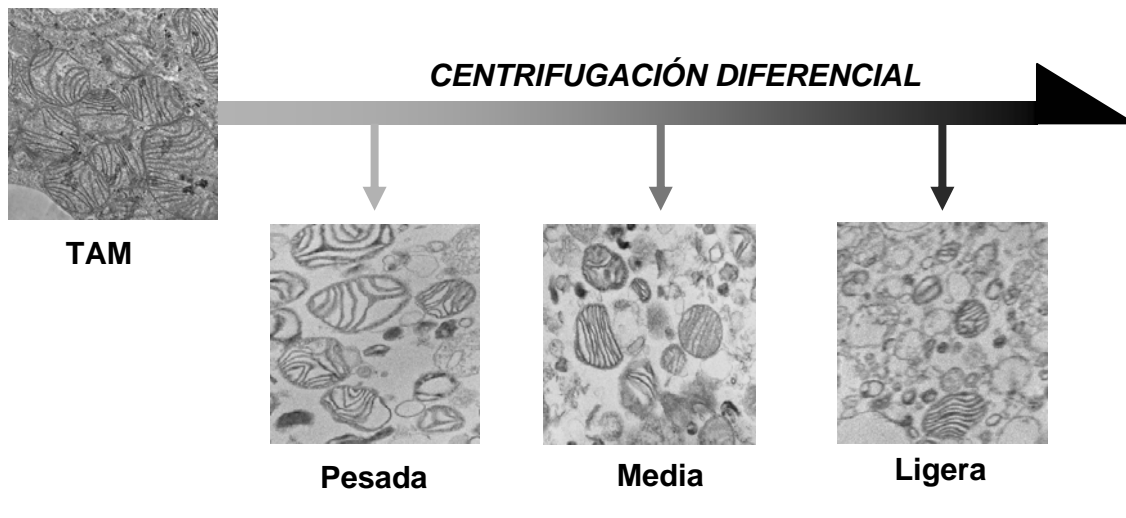 CENTRIFUGACIÓN DIFERENCIAL
TAM
Pesada
Media
Ligera